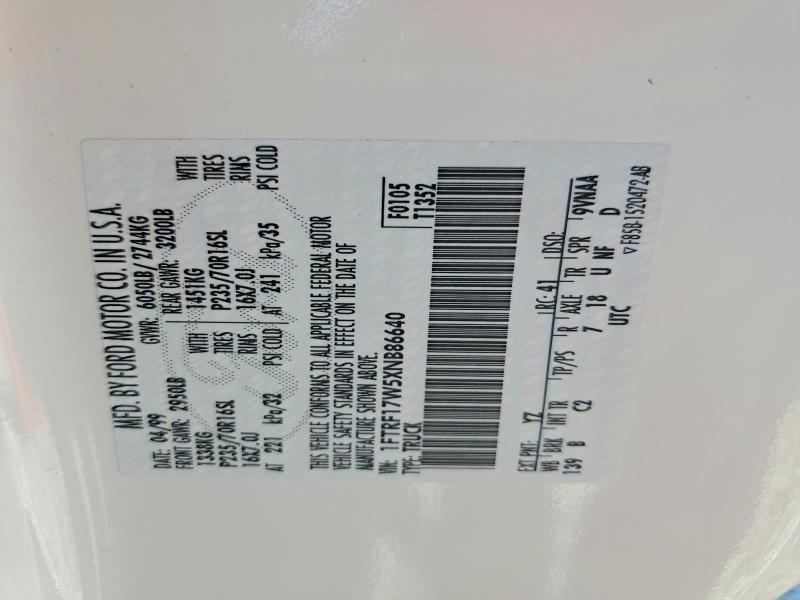 MFD. BY FORD MOTOR CO. IN U.S.A.
DATE: 04/99 GVWR: 6050LB/ 2744KG
FRONT GAWR: 2950LB REAR GAWR: 3200LB
1338KG WITH 1451KG WITH
P235/70R16SL TIRES P235/70R16SL TIRES
16X7.0J RIMS 16X7.0J RIMS
AT 221 kPa/32 PSI COLD AT 241 kPa/35 PSI COLD
THIS VEHICLE CONFORMS TO ALL APPLICABLE FEDERAL MOTOR
VEHICLE SAFETY STANDARDS IN EFFECT ON THE DATE OF
MANUFACTURE SHOWN ABOVE.
VIN: 1FTRF17W5XNB86640
TYPE: TRUCK
F0105
T1352
EXT PNT: YZ RC: 41 DSO:
WB BRK INT TR TP/PS R AXLE TR SPR 9VNAA
139 B C2 7 18 U NF D
UTC ▽ F85B-1520472-AB